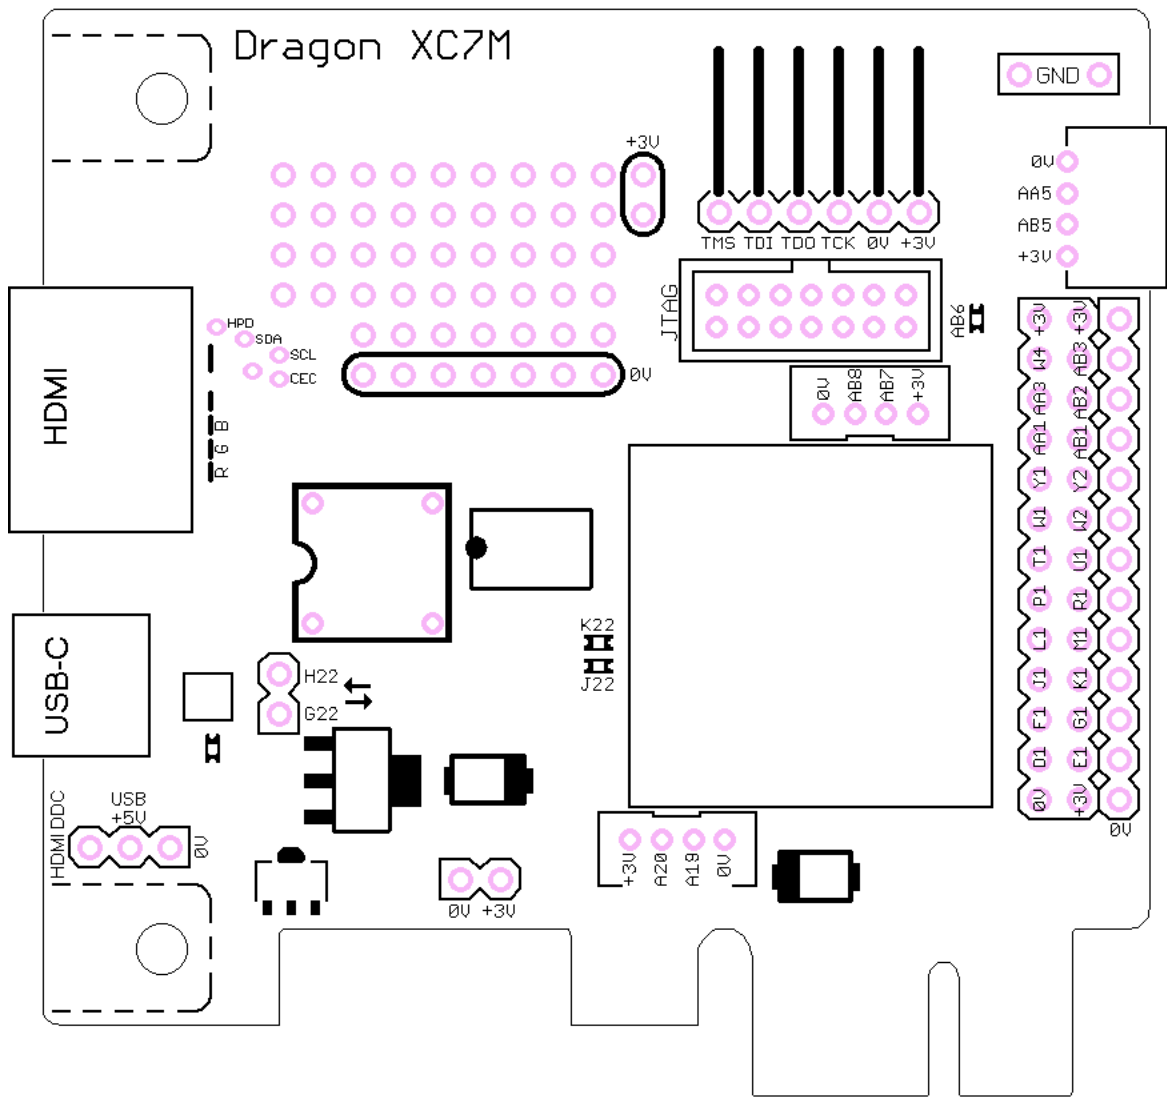 Dragon XC7M
GND
+3V
0V
AA5
AB5
+3V
TMS TDI TDO TCK 0V +3V
JTAG
AB6
HPD
SDA
SCL
CEC
0V
0V AB8 AB7 +3V
HDMI
B
G
R
+3V +3V
W4 AB3
AA3 AB2
AA1 AB1
Y1 Y2
W1 W2
T1 U1
P1 R1
L1 M1
J1 K1
F1 G1
D1 E1
0V +3V
0V
K22
J22
USB-C
H22
G22
HDMI DDC
USB
+5V
0V
0V +3V
+3V A20 A19 0V